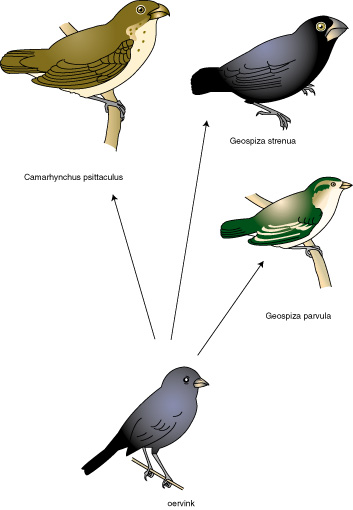 Geospiza strenua
Camarhynchus psittaculus
Geospiza parvula
oervink